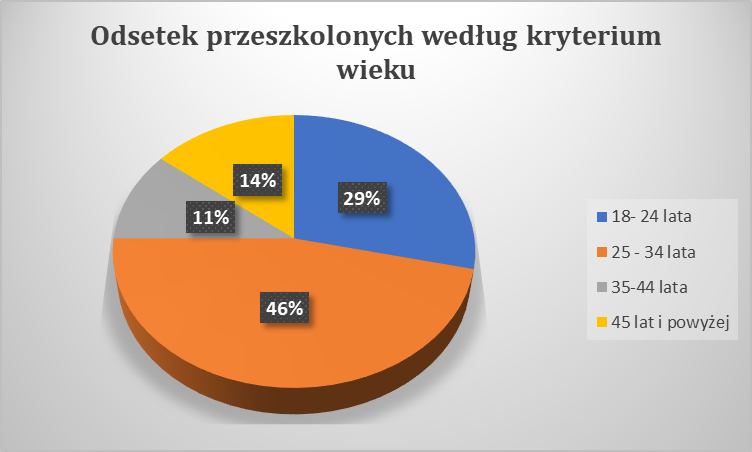 Odsetek przeszkolonych według kryterium
wieku
14%
29%
11%
46%
18- 24 lata
25 - 34 lata
35-44 lata
45 lat i powyżej